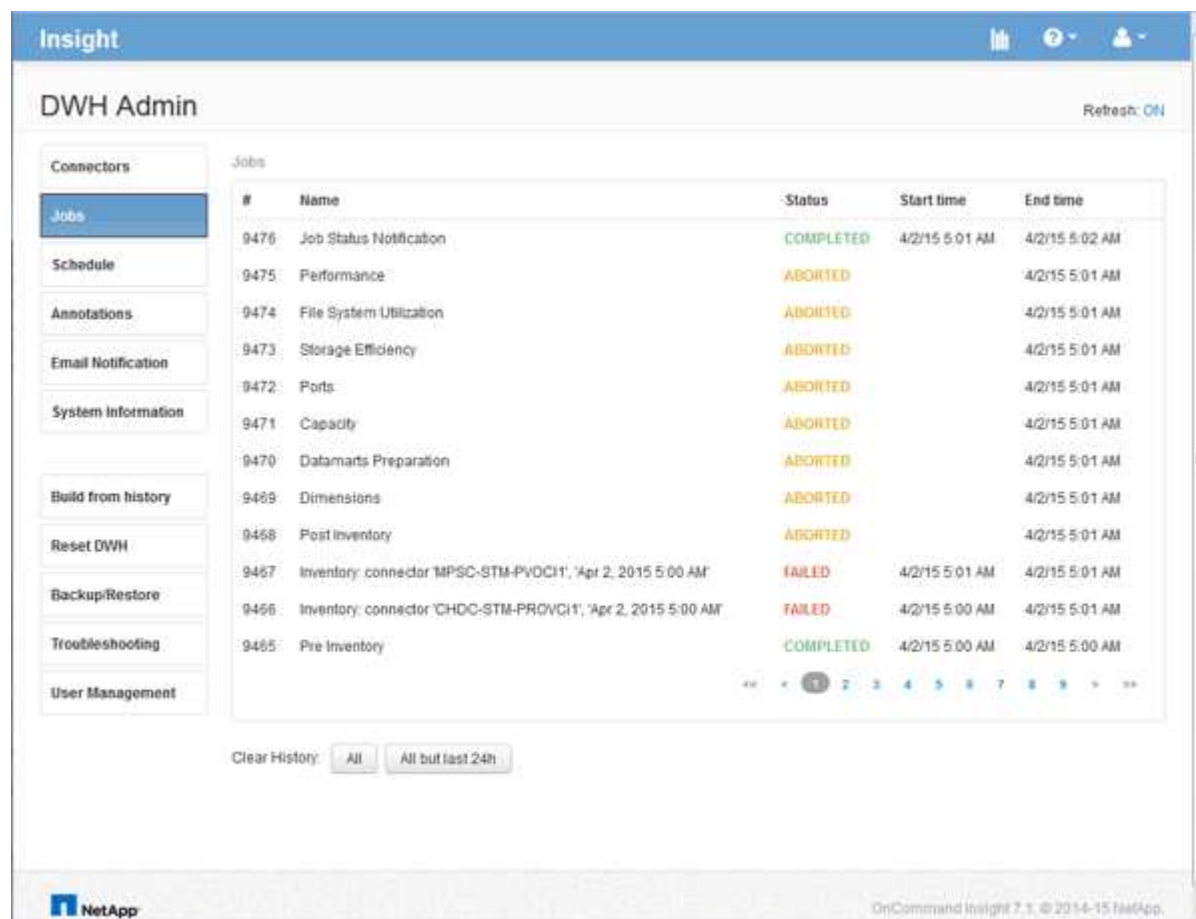 Insight
DWH Admin
Refresh: ON
Connectors
Jobs
Schedule
Annotations
Email Notification
System Information
Build from history
Reset DWH
Backup/Restore
Troubleshooting
User Management
Jobs
# Name Status Start time End time
9476 Job Status Notification COMPLETED 4/2/15 5:01 AM 4/2/15 5:02 AM
9475 Performance ABORTED 4/2/15 5:01 AM
9474 File System Utilization ABORTED 4/2/15 5:01 AM
9473 Storage Efficiency ABORTED 4/2/15 5:01 AM
9472 Ports ABORTED 4/2/15 5:01 AM
9471 Capacity ABORTED 4/2/15 5:01 AM
9470 Datamarts Preparation ABORTED 4/2/15 5:01 AM
9469 Dimensions ABORTED 4/2/15 5:01 AM
9468 Post Inventory ABORTED 4/2/15 5:01 AM
9467 Inventory: connector 'MPSC-STM-PVOCI1', 'Apr 2, 2015 5:00 AM' FAILED 4/2/15 5:01 AM 4/2/15 5:01 AM
9466 Inventory: connector 'CHDC-STM-PROVCI1', 'Apr 2, 2015 5:00 AM' FAILED 4/2/15 5:00 AM 4/2/15 5:01 AM
9465 Pre Inventory COMPLETED 4/2/15 5:00 AM 4/2/15 5:00 AM
<< < 1 2 3 4 5 6 7 8 9 > >>
Clear History: All All but last 24h
NetApp
OnCommand Insight 7.1, © 2014-15 NetApp.